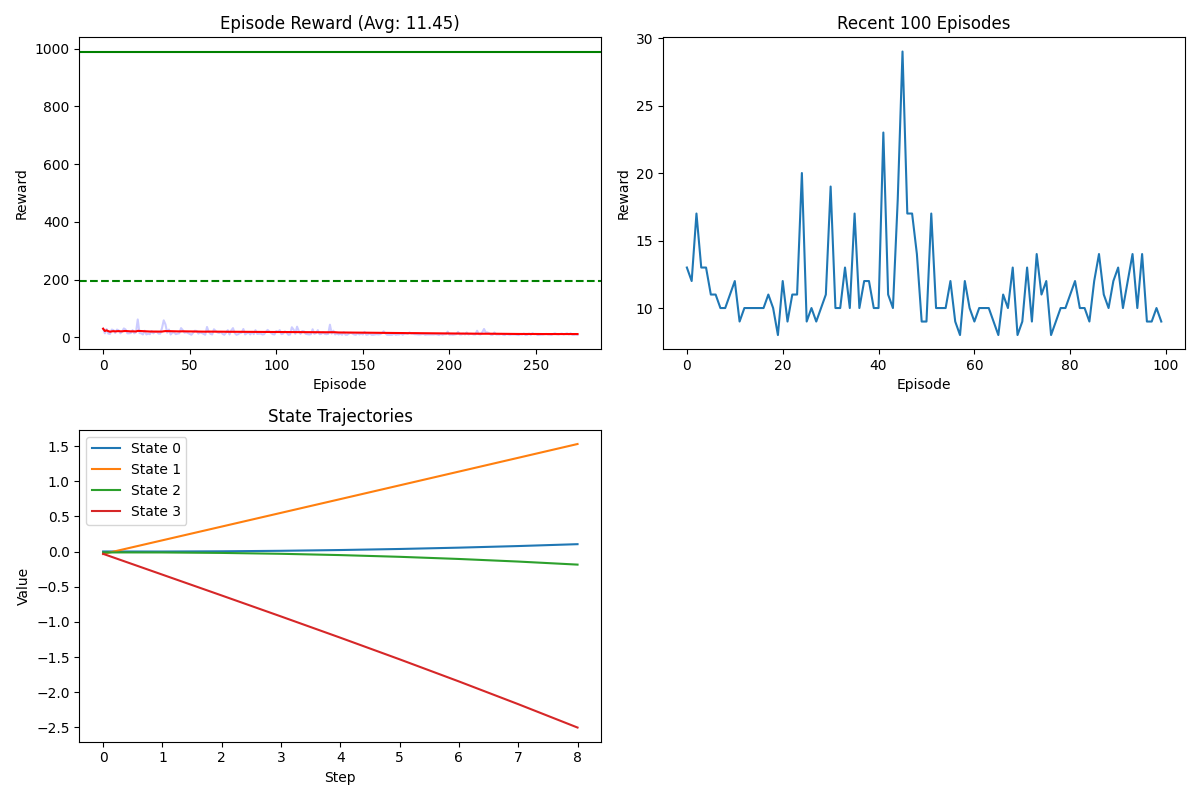 Episode Reward (Avg: 11.45)
Reward
1000
800
600
400
200
0
0 50 100 150 200 250
Episode
Recent 100 Episodes
Reward
30
25
20
15
10
0 20 40 60 80 100
Episode
State Trajectories
Value
1.5
1.0
0.5
0.0
−0.5
−1.0
−1.5
−2.0
−2.5
State 0
State 1
State 2
State 3
0 1 2 3 4 5 6 7 8
Step